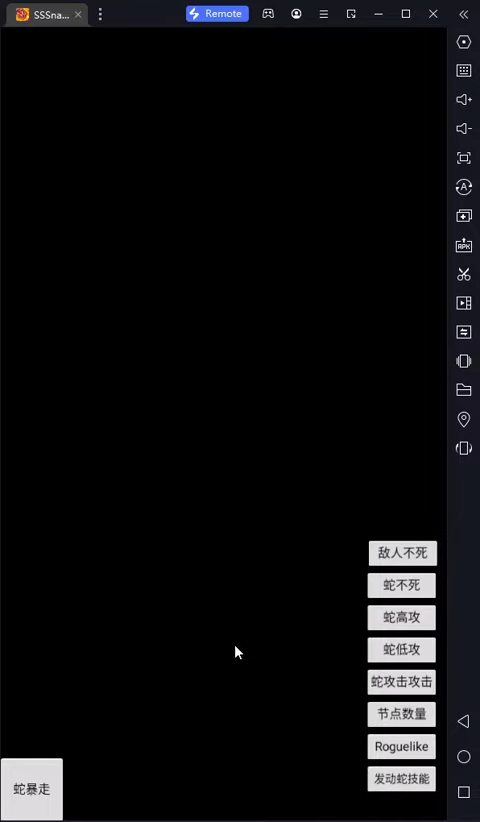 SSSna...
Remote
敌人不死
蛇不死
蛇高攻
蛇低攻
蛇攻击攻击
节点数量
Roguelike
发动蛇技能
蛇暴走